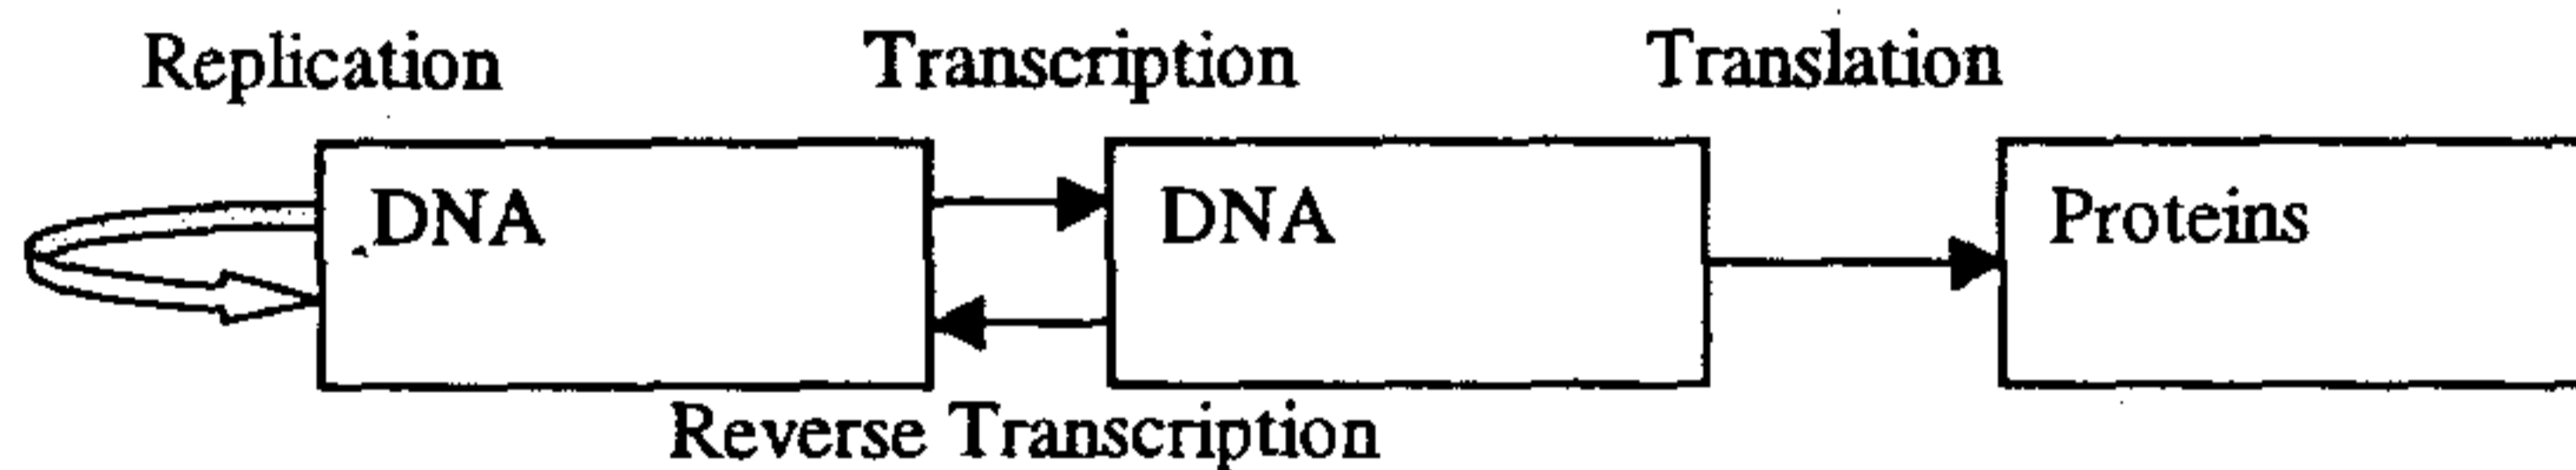 Replication Transcription Translation
DNA DNA Proteins
Reverse Transcription